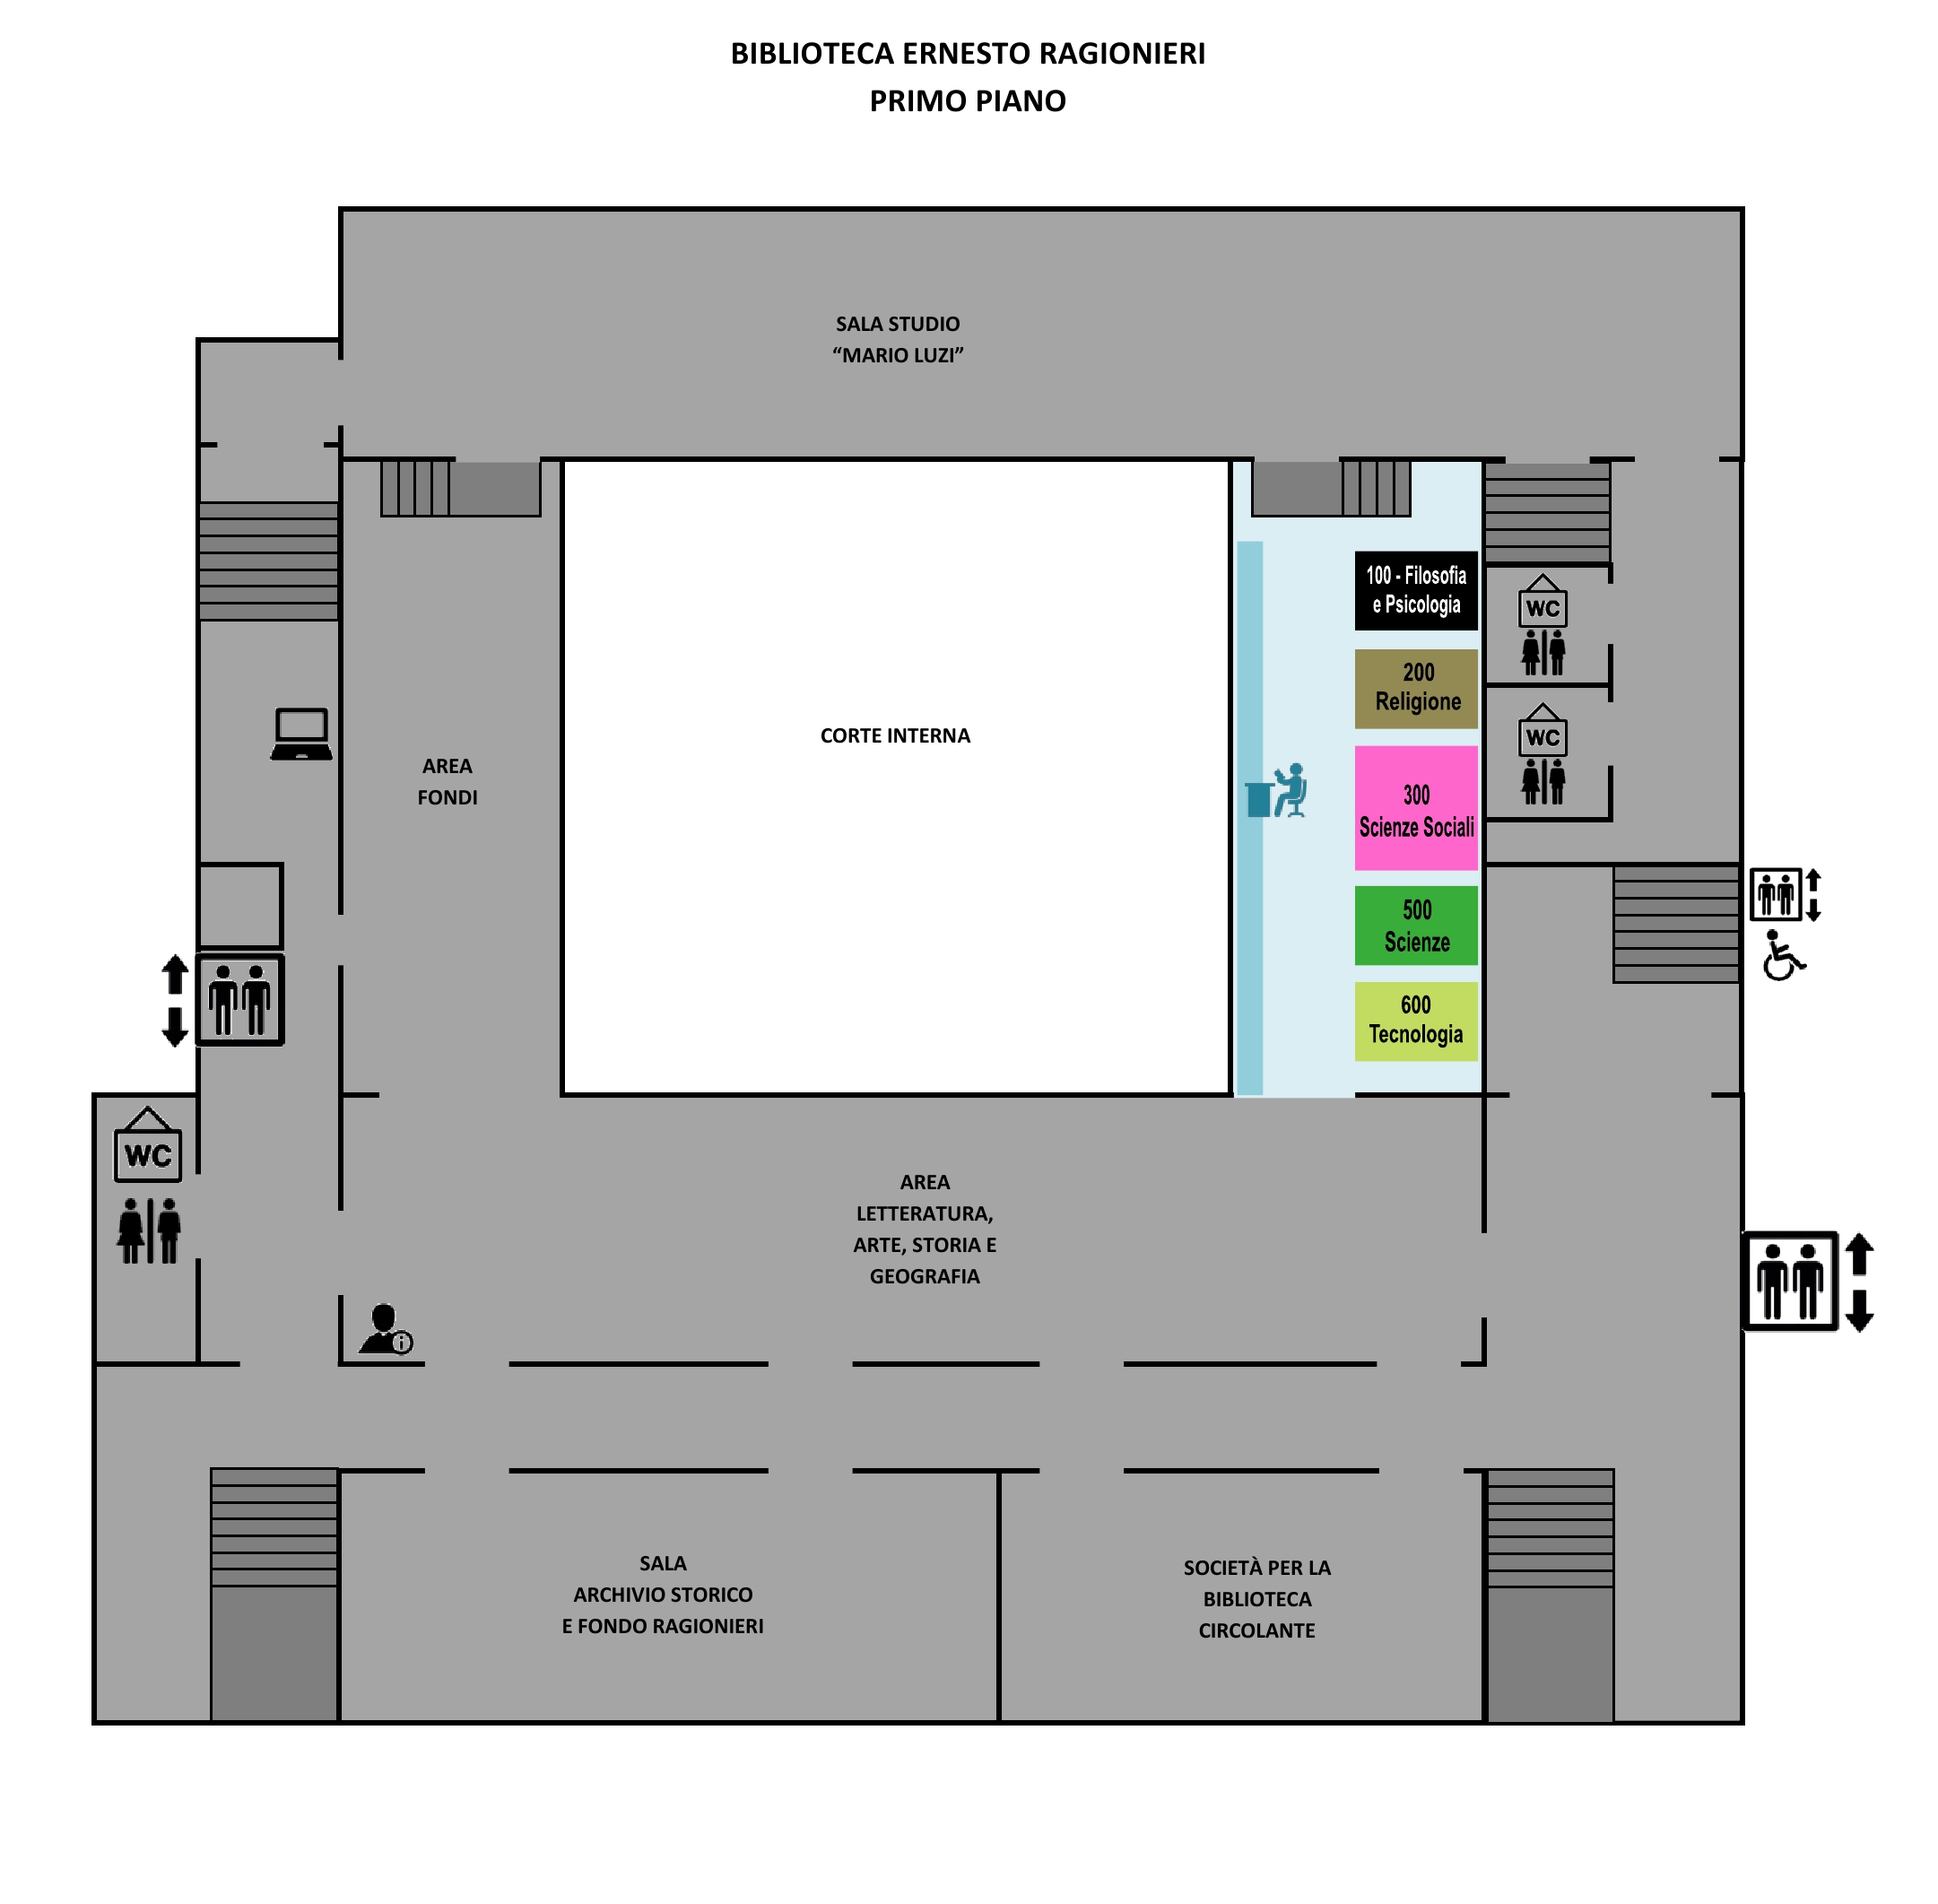 BIBLIOTECA ERNESTO RAGIONIERI
PRIMO PIANO
SALA STUDIO
“MARIO LUZI”
100 - Filosofia
e Psicologia
WC
200
Religione
WC
CORTE INTERNA
AREA
FONDI
300
Scienze Sociali
500
Scienze
600
Tecnologia
WC
AREA
LETTERATURA,
ARTE, STORIA E
GEOGRAFIA
i
SALA
ARCHIVIO STORICO
E FONDO RAGIONIERI
SOCIETÀ PER LA
BIBLIOTECA
CIRCOLANTE